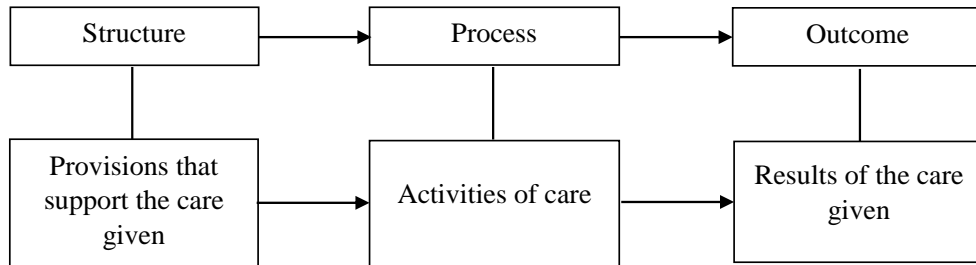 Structure
Process
Outcome
Provisions that
support the care
given
Activities of care
Results of the care
given